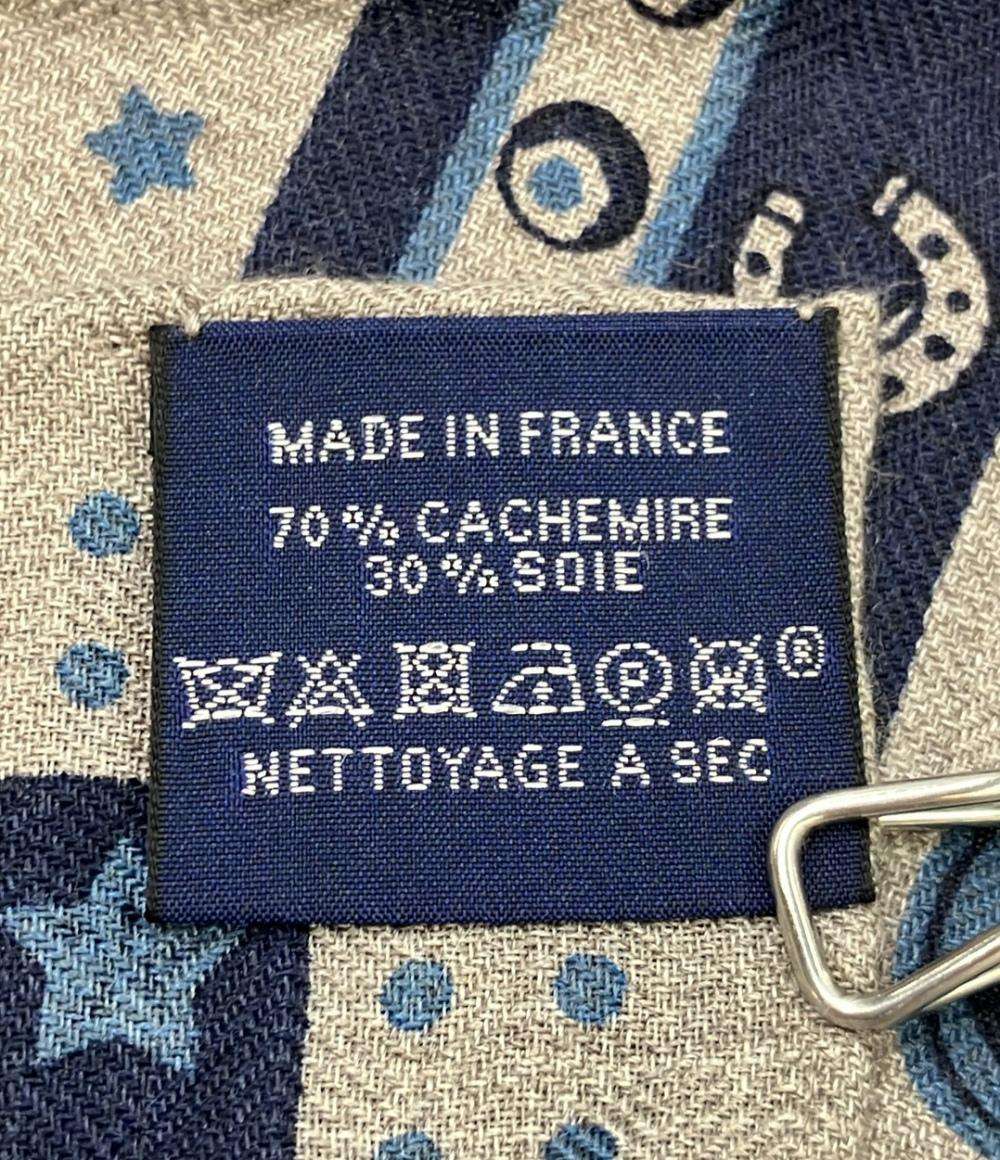 MADE IN FRANCE
70% CACHEMIRE
30% SOIE
P W ®
NETTOYAGE A SEC